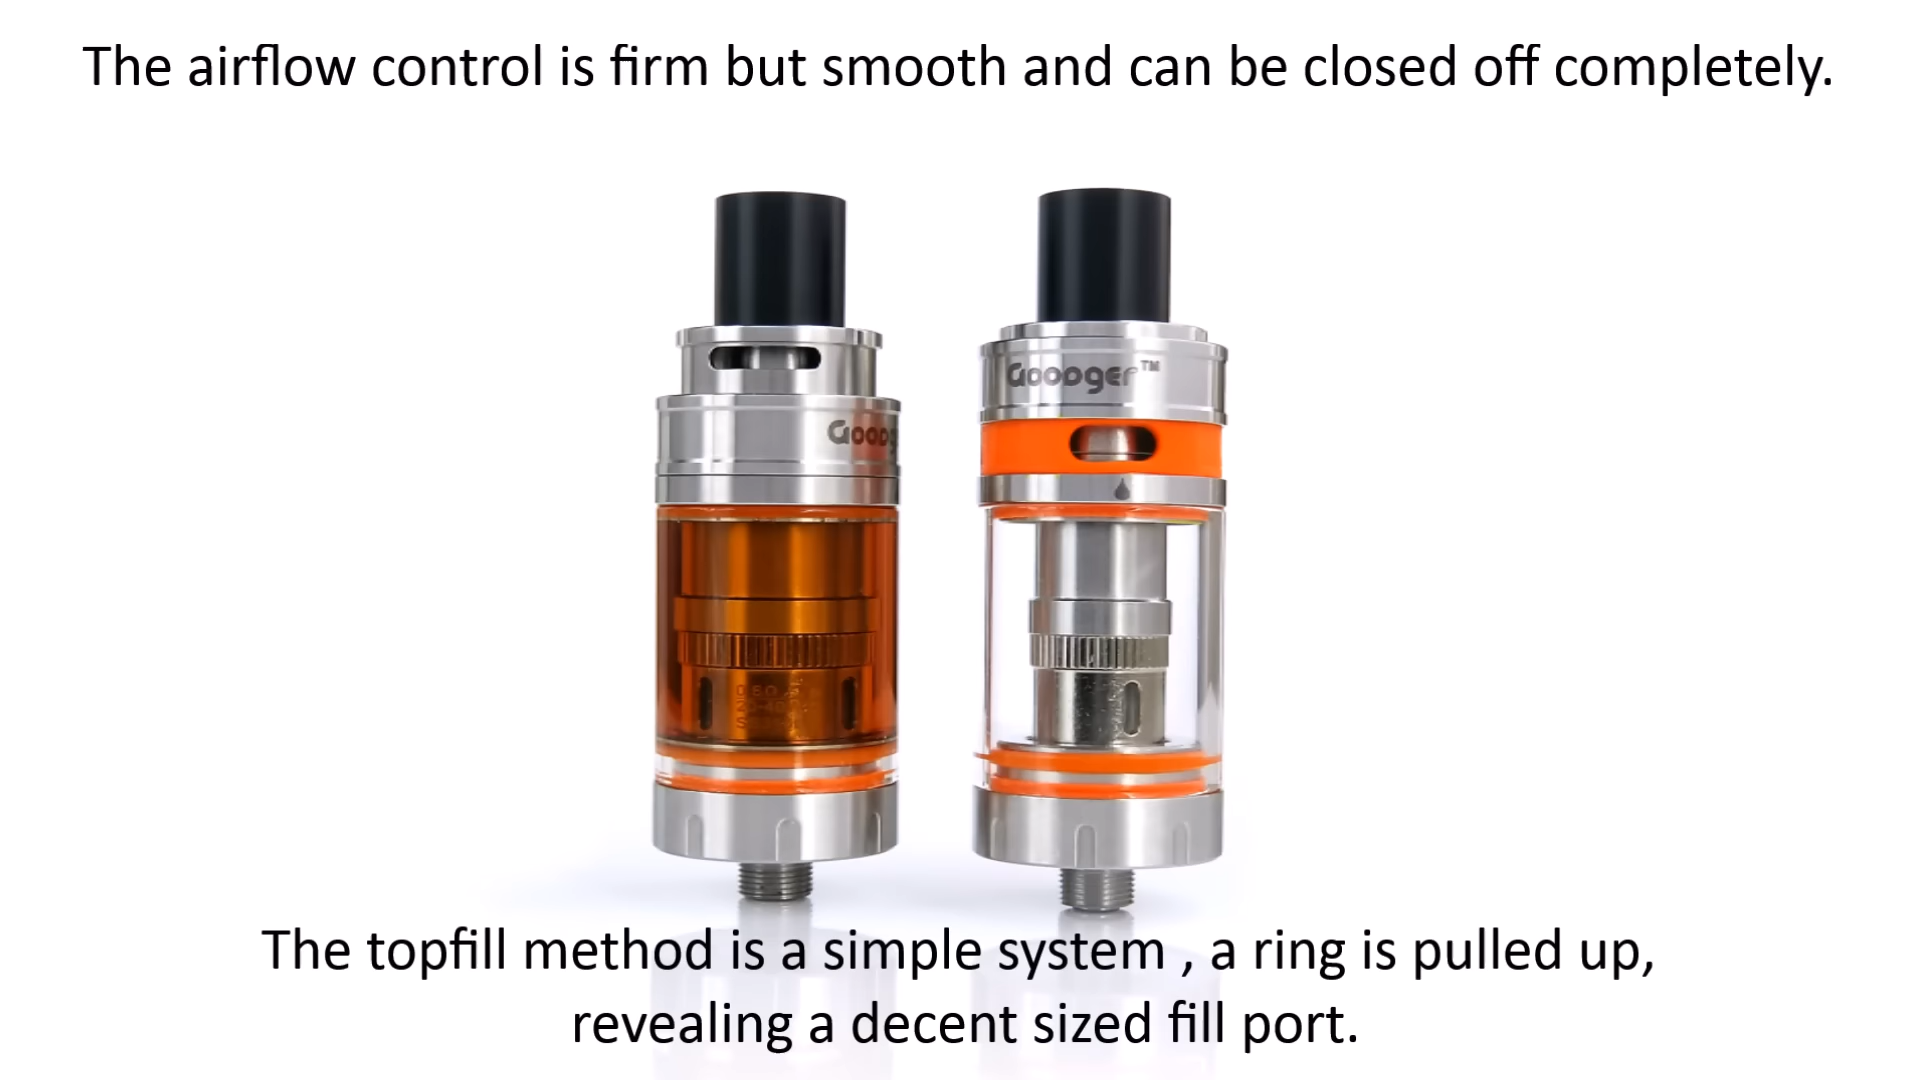 The airflow control is firm but smooth and can be closed off completely.
Goodger™
The topfill method is a simple system , a ring is pulled up,
revealing a decent sized fill port.